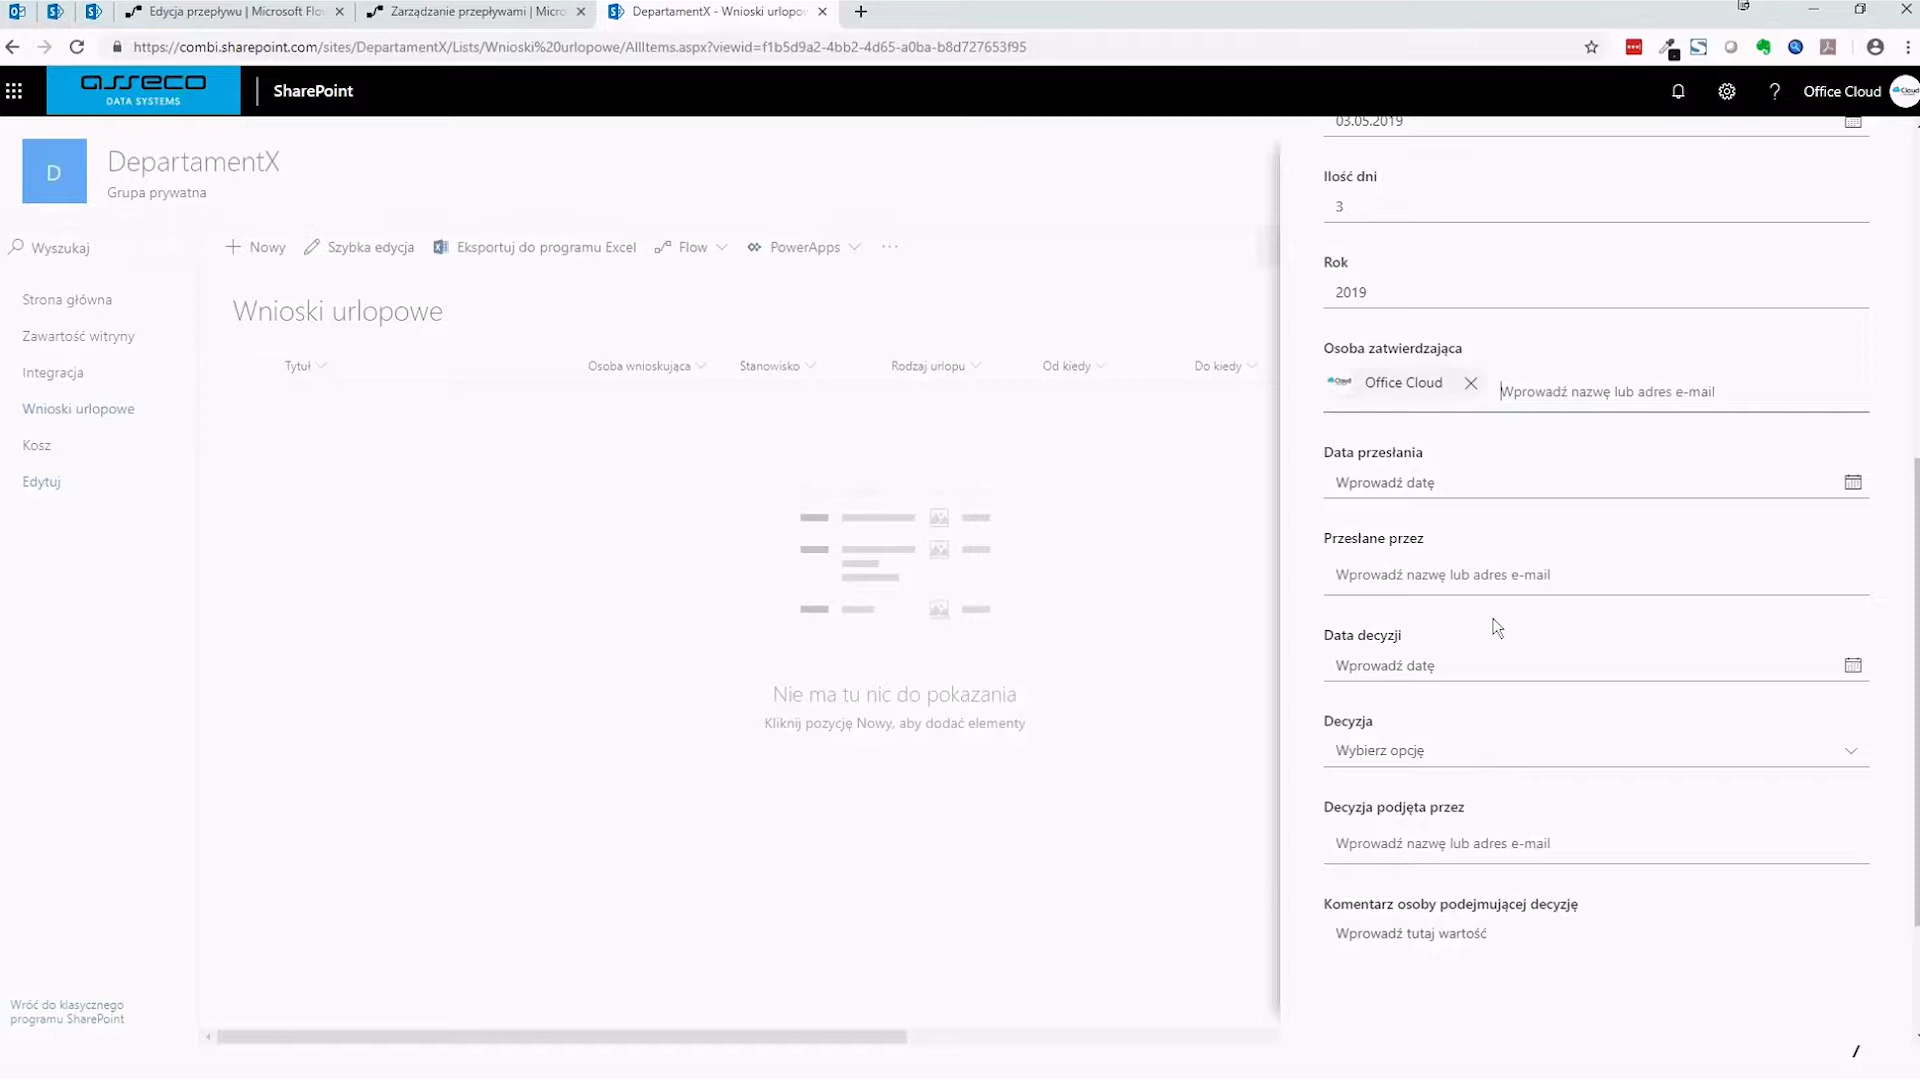 Edycja przepływu | Microsoft Flo
Zarządzanie przepływami | Micro
DepartamentX - Wnioski urlopow
https://combi.sharepoint.com/sites/DepartamentX/Lists/Wnioski%20urlopowe/AllItems.aspx?viewid=f1b5d9a2-4bb2-4d65-a0ba-b8d727653f95
asseco
DATA SYSTEMS
SharePoint
Office Cloud
D
DepartamentX
Grupa prywatna
Wyszukaj
Nowy
Szybka edycja
Eksportuj do programu Excel
Flow
PowerApps
Strona główna
Zawartość witryny
Integracja
Wnioski urlopowe
Kosz
Edytuj
Wnioski urlopowe
Tytuł
Osoba wnioskująca
Stanowisko
Rodzaj urlopu
Od kiedy
Do kiedy
Nie ma tu nic do pokazania
Kliknij pozycję Nowy, aby dodać elementy
Wróć do klasycznego
programu SharePoint
03.05.2019
Ilość dni
3
Rok
2019
Osoba zatwierdzająca
Office Cloud
Wprowadź nazwę lub adres e-mail
Data przesłania
Wprowadź datę
Przesłane przez
Wprowadź nazwę lub adres e-mail
Data decyzji
Wprowadź datę
Decyzja
Wybierz opcję
Decyzja podjęta przez
Wprowadź nazwę lub adres e-mail
Komentarz osoby podejmującej decyzję
Wprowadź tutaj wartość